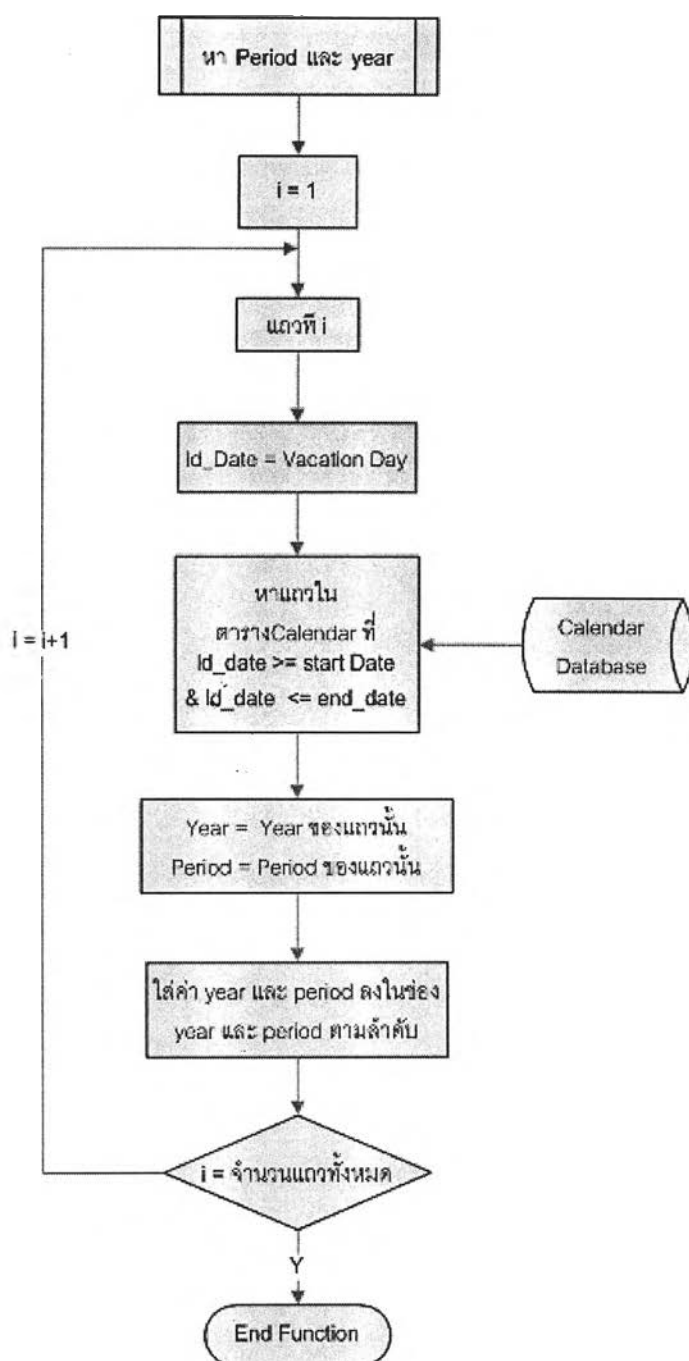 หา Period และ year
i = 1
แถวที่ i
Id_Date = Vacation Day
หาแถวใน
ตารางCalendar ที่
Id_date >= start Date
& Id_date <= end_date
Calendar
Database
i = i+1
Year = Year ของแถวนั้น
Period = Period ของแถวนั้น
ใส่ค่า year และ period ลงในช่อง
year และ period ตามลำดับ
i = จำนวนแถวทั้งหมด
Y
End Function